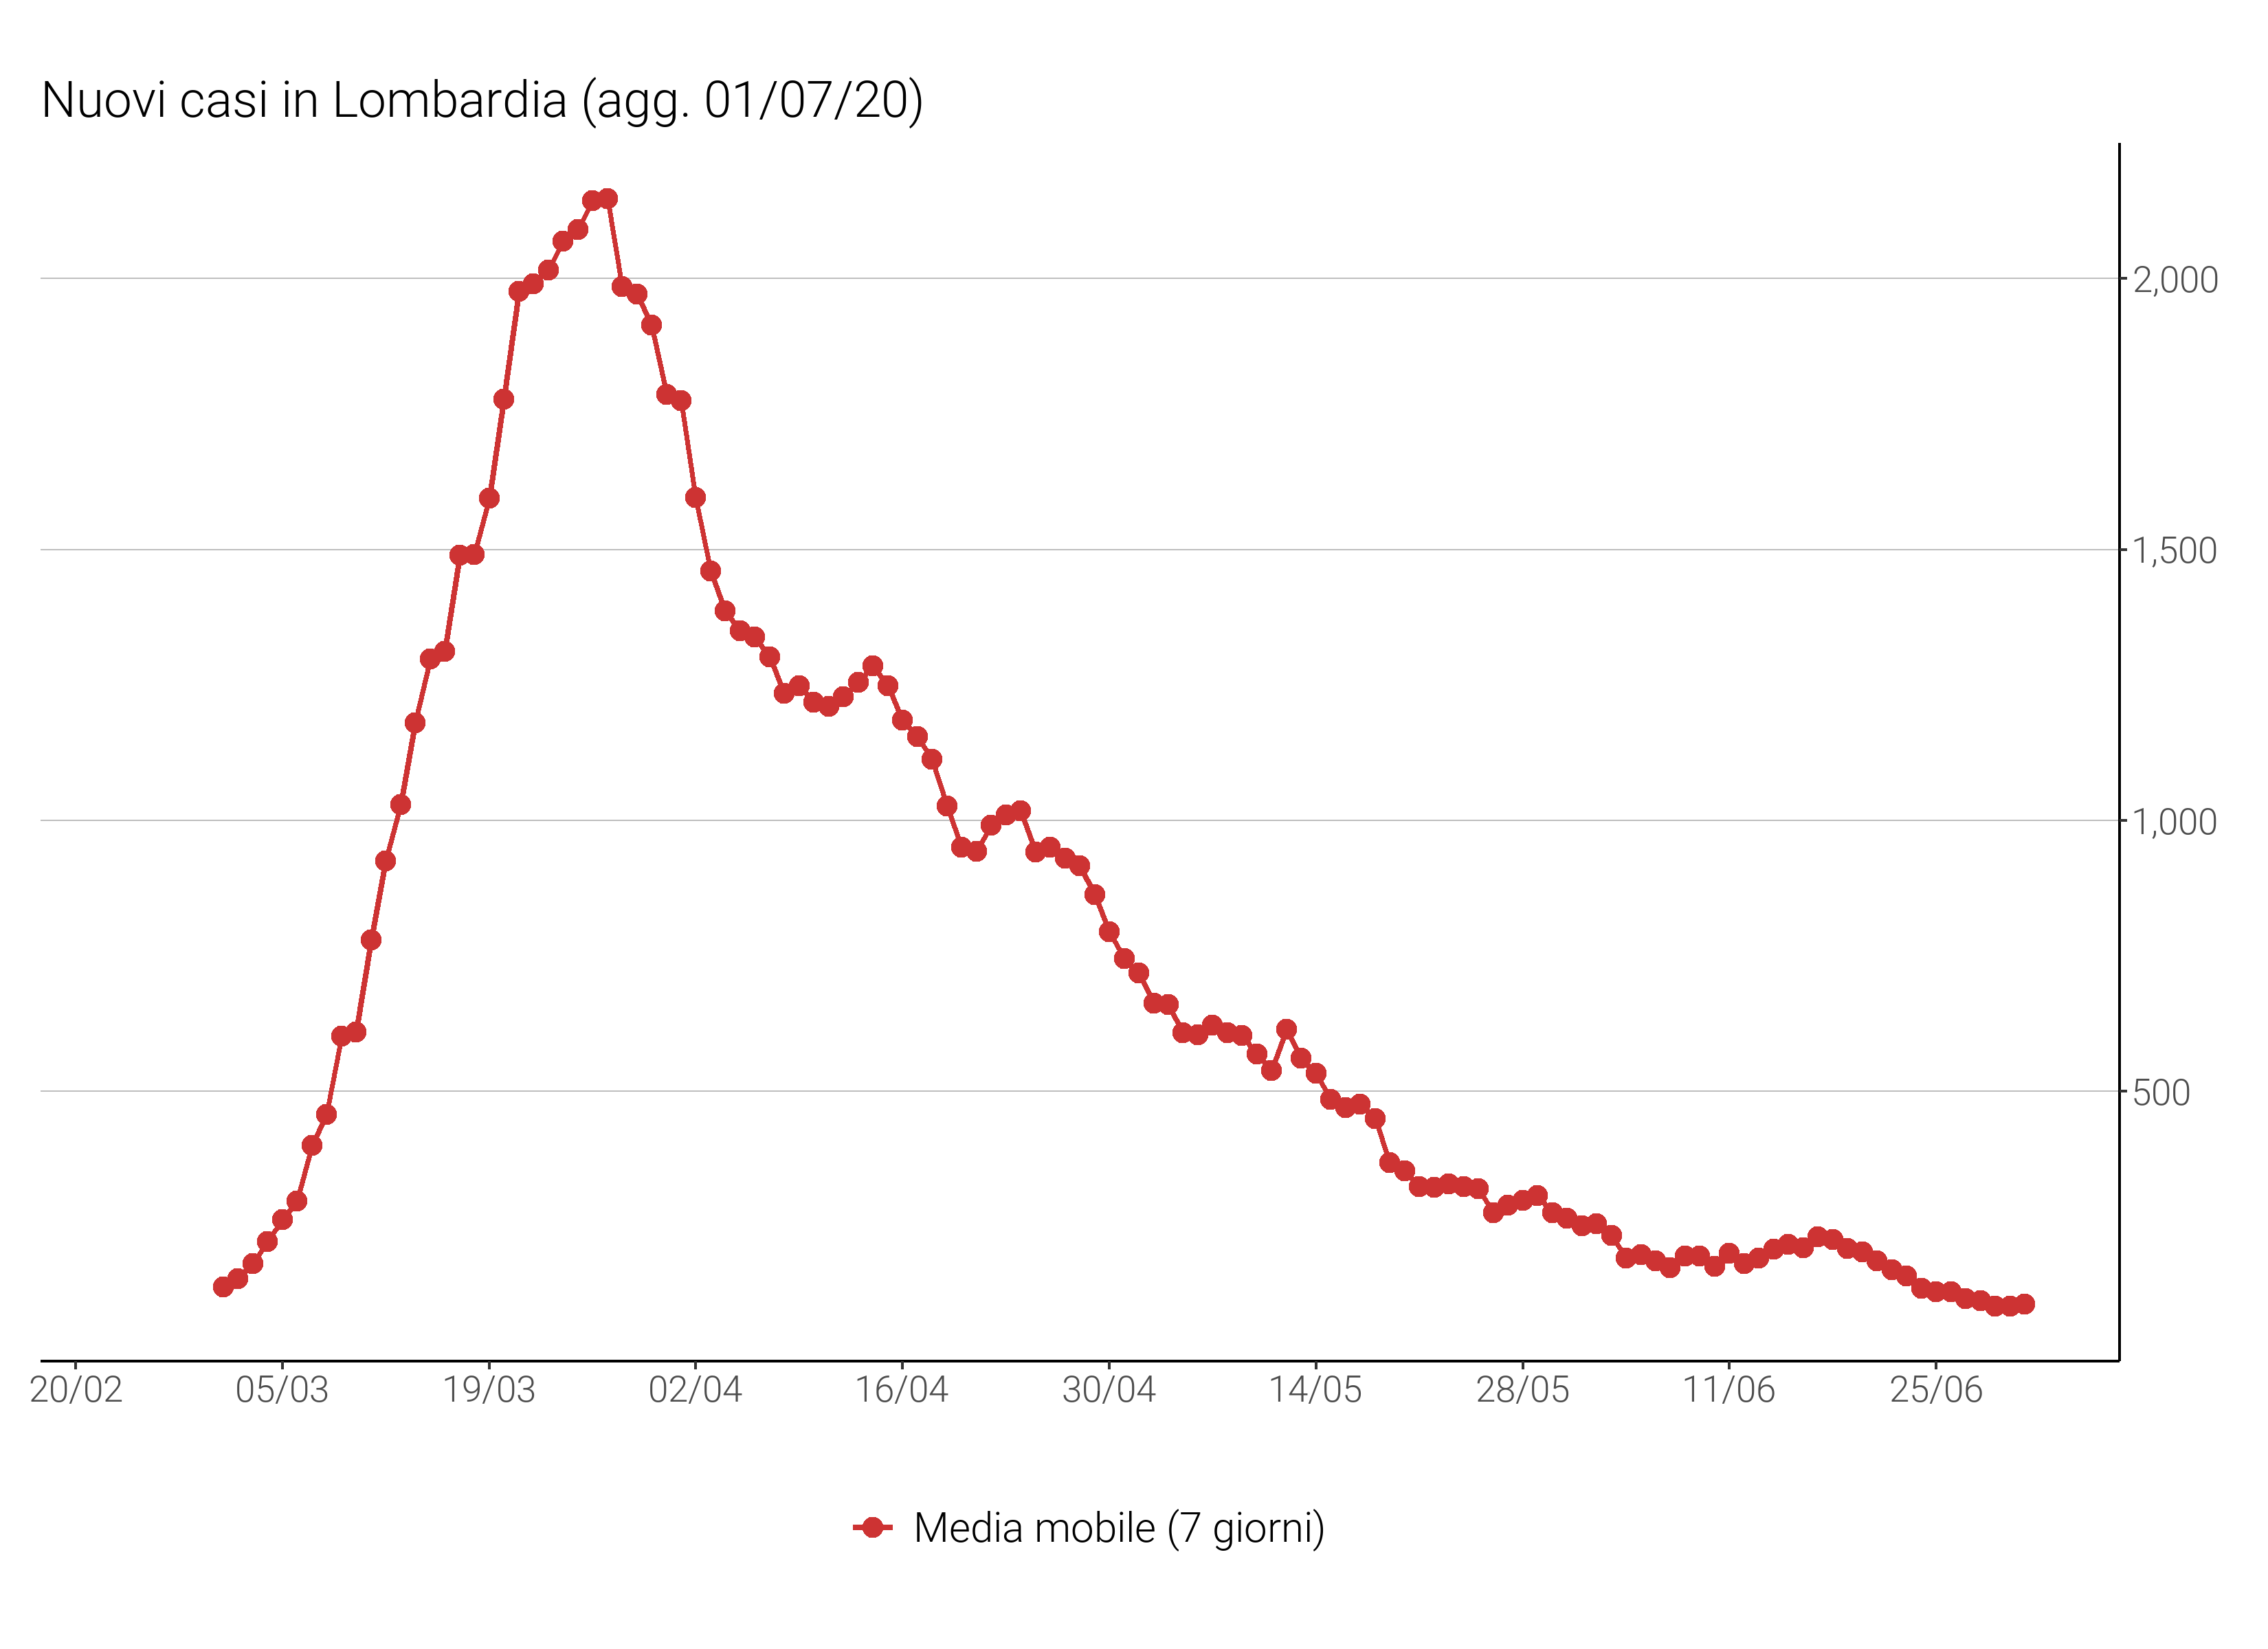 Nuovi casi in Lombardia (agg. 01/07/20)
2,000
1,500
1,000
500
20/02 05/03 19/03 02/04 16/04 30/04 14/05 28/05 11/06 25/06
Media mobile (7 giorni)